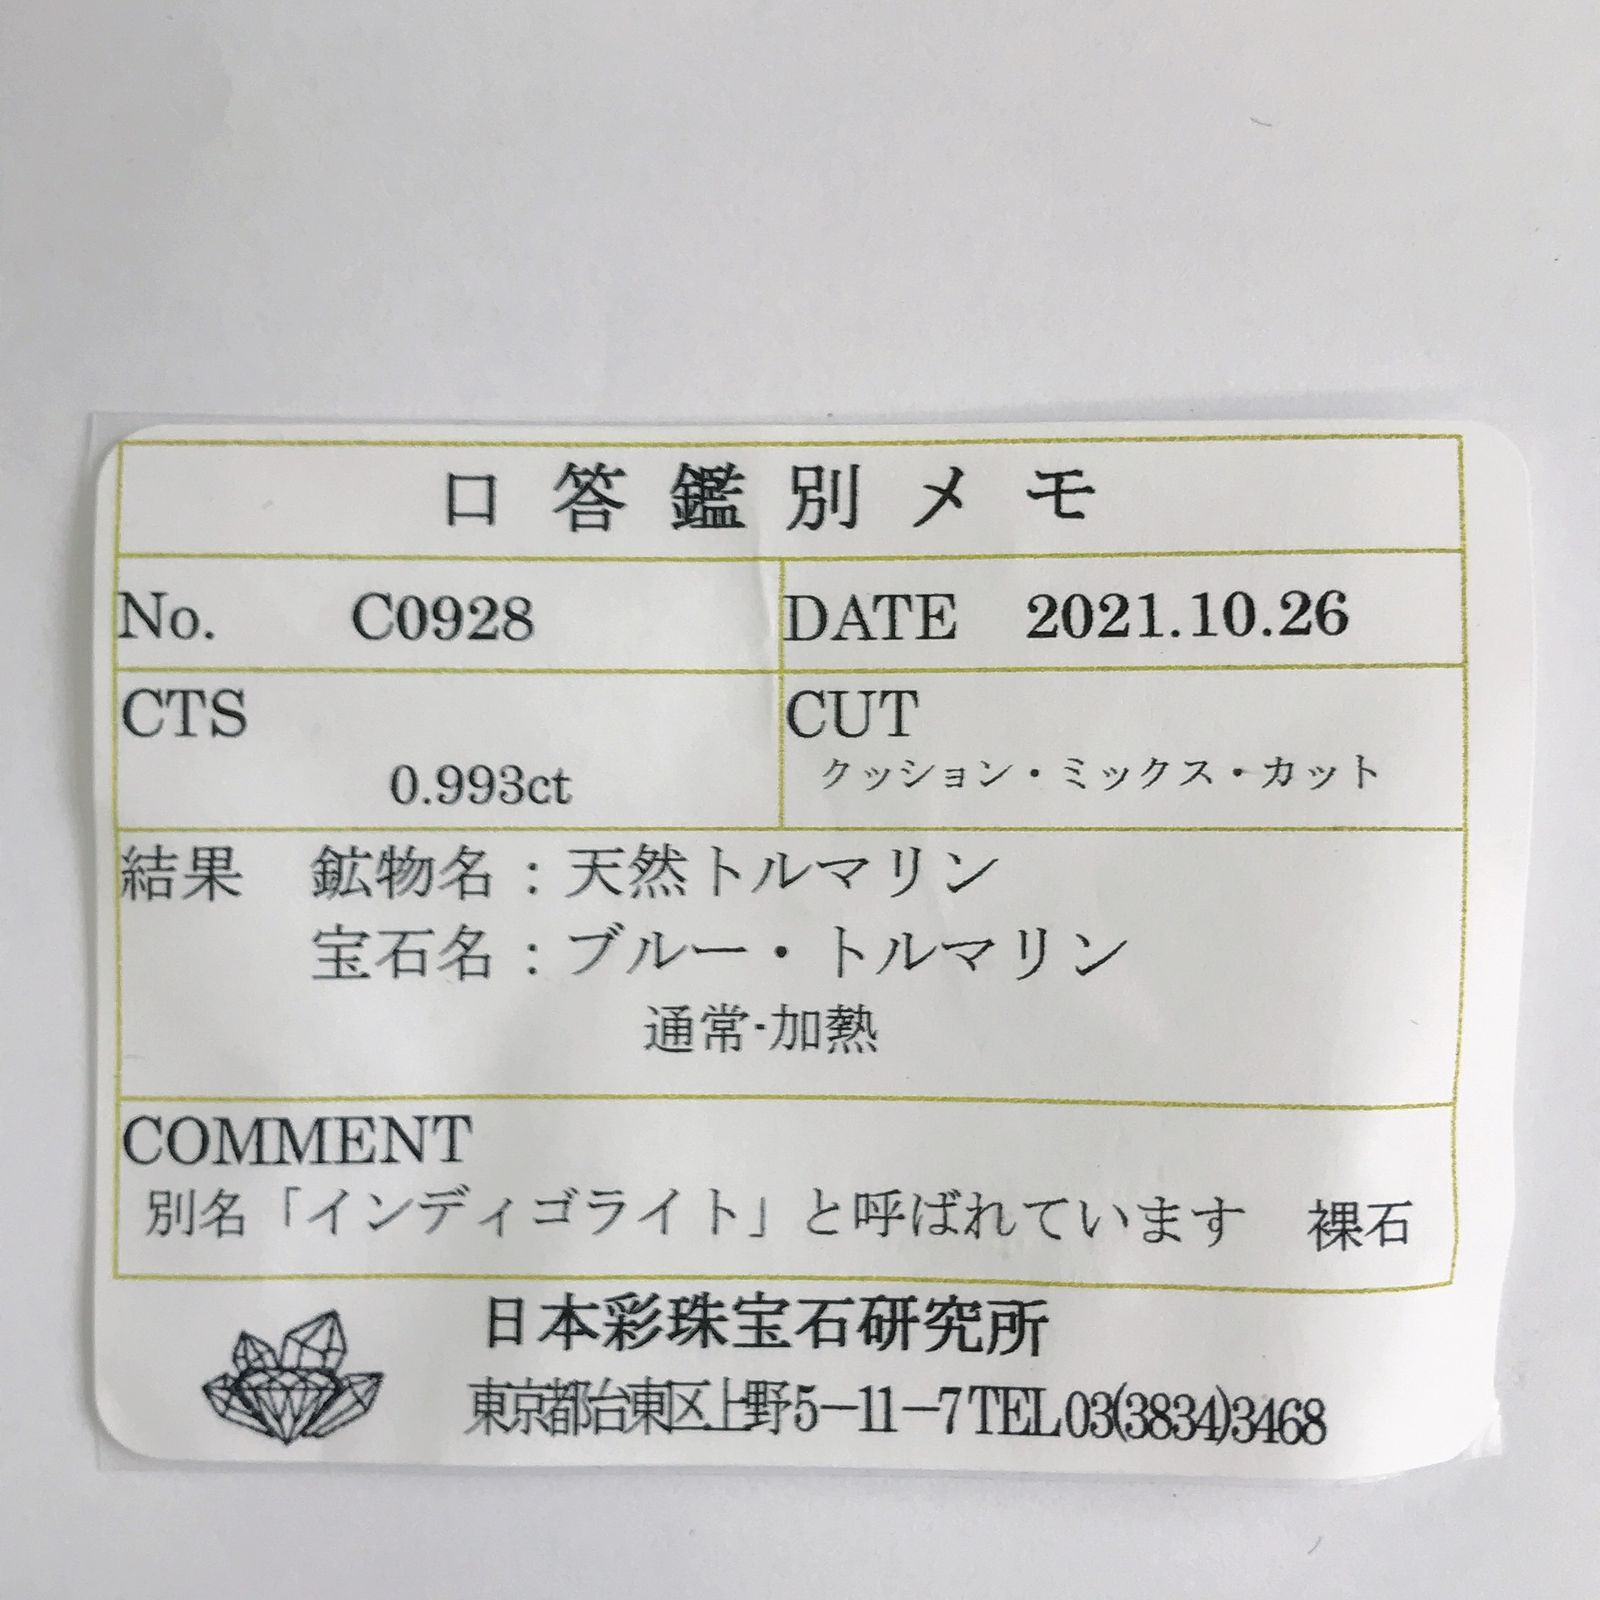 口答鑑別メモ
No. C0928 DATE 2021.10.26
CTS CUT
0.993ct クッション・ミックス・カット
結果 鉱物名：天然トルマリン
宝石名：ブルー・トルマリン
通常・加熱
COMMENT
別名「インディゴライト」と呼ばれています 裸石
日本彩珠宝石研究所
東京都台東区上野5－11－7 TEL 03(3834)3468